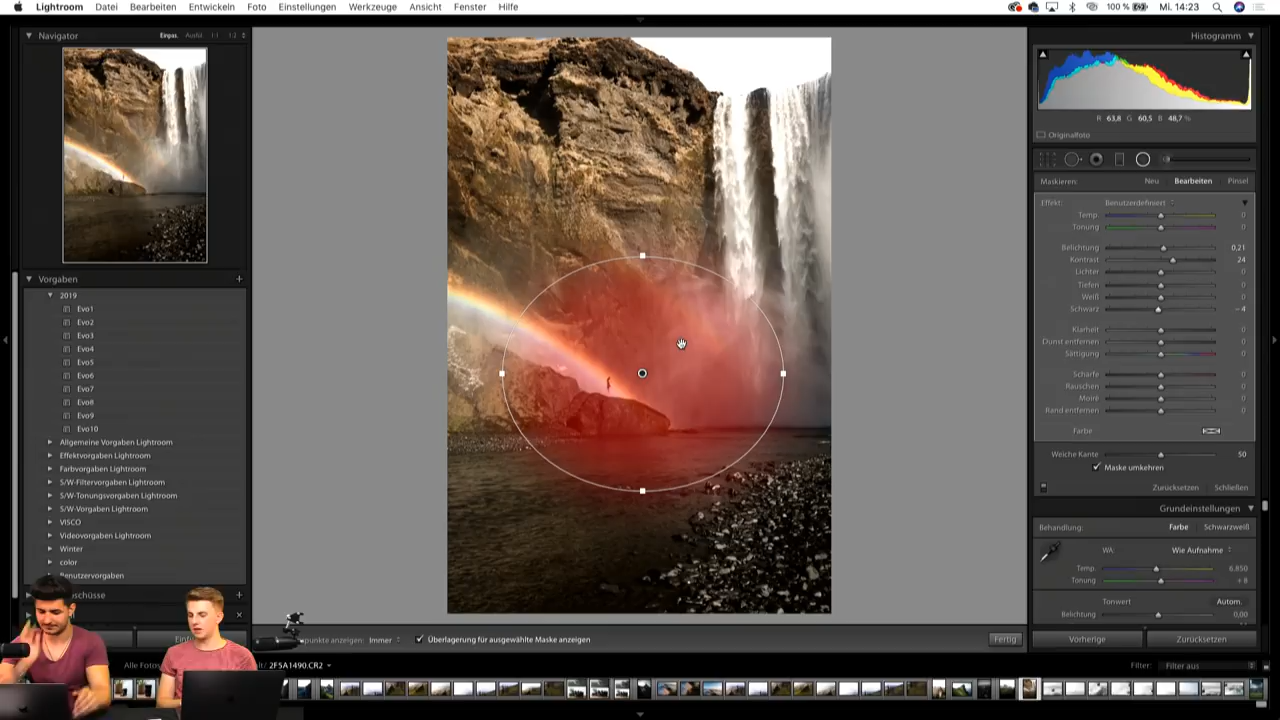 Lightroom Datei Bearbeiten Entwickeln Foto Einstellungen Werkzeuge Ansicht Fenster Hilfe 100 % Mi. 14:23
Navigator Einpas. Ausfül. 1:1 1:2
Histogramm
R 63,8 G 60,5 B 48,7 %
Originalfoto
Maskieren: Neu Bearbeiten Pinsel
Effekt: Benutzerdefiniert
Temp. 0
Tonung 0
Belichtung 0,21
Kontrast 24
Lichter 0
Tiefen 0
Weiß 0
Schwarz – 4
Klarheit 0
Dunst entfernen 0
Sättigung 0
Schärfe 0
Rauschen 0
Moiré 0
Rand entfernen 0
Farbe
Weiche Kante 50
Maske umkehren
Zurücksetzen Schließen
Grundeinstellungen
Behandlung: Farbe Schwarzweiß
WA: Wie Aufnahme
Temp. 6.850
Tonung + 8
Tonwert Autom.
Belichtung 0,00
Vorherige Zurücksetzen
Vorgaben
2019
Evo1
Evo2
Evo3
Evo4
Evo5
Evo6
Evo7
Evo8
Evo9
Evo10
Allgemeine Vorgaben Lightroom
Effektvorgaben Lightroom
Farbvorgaben Lightroom
S/W-Filtervorgaben Lightroom
S/W-Tonungsvorgaben Lightroom
S/W-Vorgaben Lightroom
VISCO
Videovorgaben Lightroom
Winter
color
Benutzervorgaben
anzeigen: Immer Überlagerung für ausgewählte Maske anzeigen Fertig
2F5A1490.CR2
Filter: Filter aus